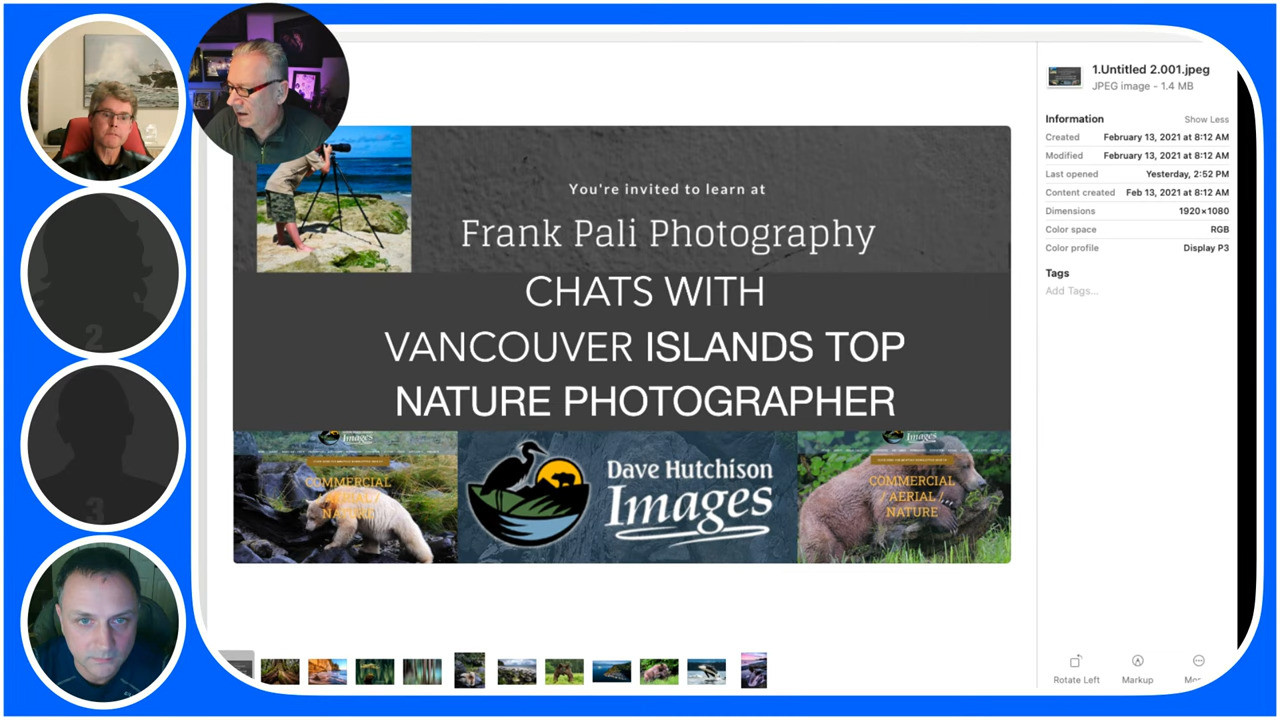 1.Untitled 2.001.jpeg
JPEG image - 1.4 MB
Information
Show Less
Created
February 13, 2021 at 8:12 AM
Modified
February 13, 2021 at 8:12 AM
Last opened
Yesterday, 2:52 PM
Content created
Feb 13, 2021 at 8:12 AM
Dimensions
1920×1080
Color space
RGB
Color profile
Display P3
Tags
Add Tags...
You're invited to learn at
Frank Pali Photography
CHATS WITH
VANCOUVER ISLANDS TOP
NATURE PHOTOGRAPHER
Images
COMMERCIAL
/ AERIAL /
NATURE
Dave Hutchison
Images
Images
COMMERCIAL
/ AERIAL /
NATURE
2
3
Rotate Left
Markup